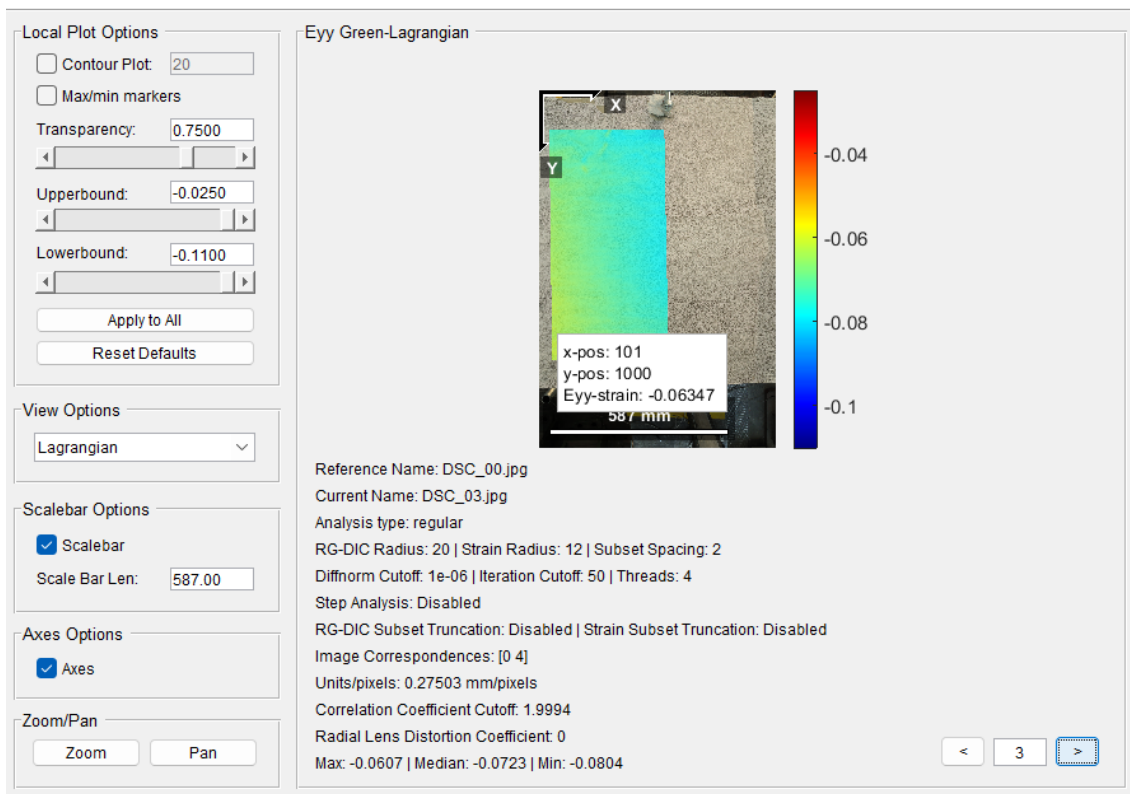 Local Plot Options
Contour Plot: 20
Max/min markers
Transparency: 0.7500
Upperbound: -0.0250
Lowerbound: -0.1100
Apply to All
Reset Defaults
View Options
Lagrangian
Scalebar Options
Scalebar
Scale Bar Len: 587.00
Axes Options
Axes
Zoom/Pan
Zoom Pan
Eyy Green-Lagrangian
X
Y
x-pos: 101
y-pos: 1000
Eyy-strain: -0.06347
587 mm
-0.04
-0.06
-0.08
-0.1
Reference Name: DSC_00.jpg
Current Name: DSC_03.jpg
Analysis type: regular
RG-DIC Radius: 20 | Strain Radius: 12 | Subset Spacing: 2
Diffnorm Cutoff: 1e-06 | Iteration Cutoff: 50 | Threads: 4
Step Analysis: Disabled
RG-DIC Subset Truncation: Disabled | Strain Subset Truncation: Disabled
Image Correspondences: [0 4]
Units/pixels: 0.27503 mm/pixels
Correlation Coefficient Cutoff: 1.9994
Radial Lens Distortion Coefficient: 0
Max: -0.0607 | Median: -0.0723 | Min: -0.0804
< 3 >